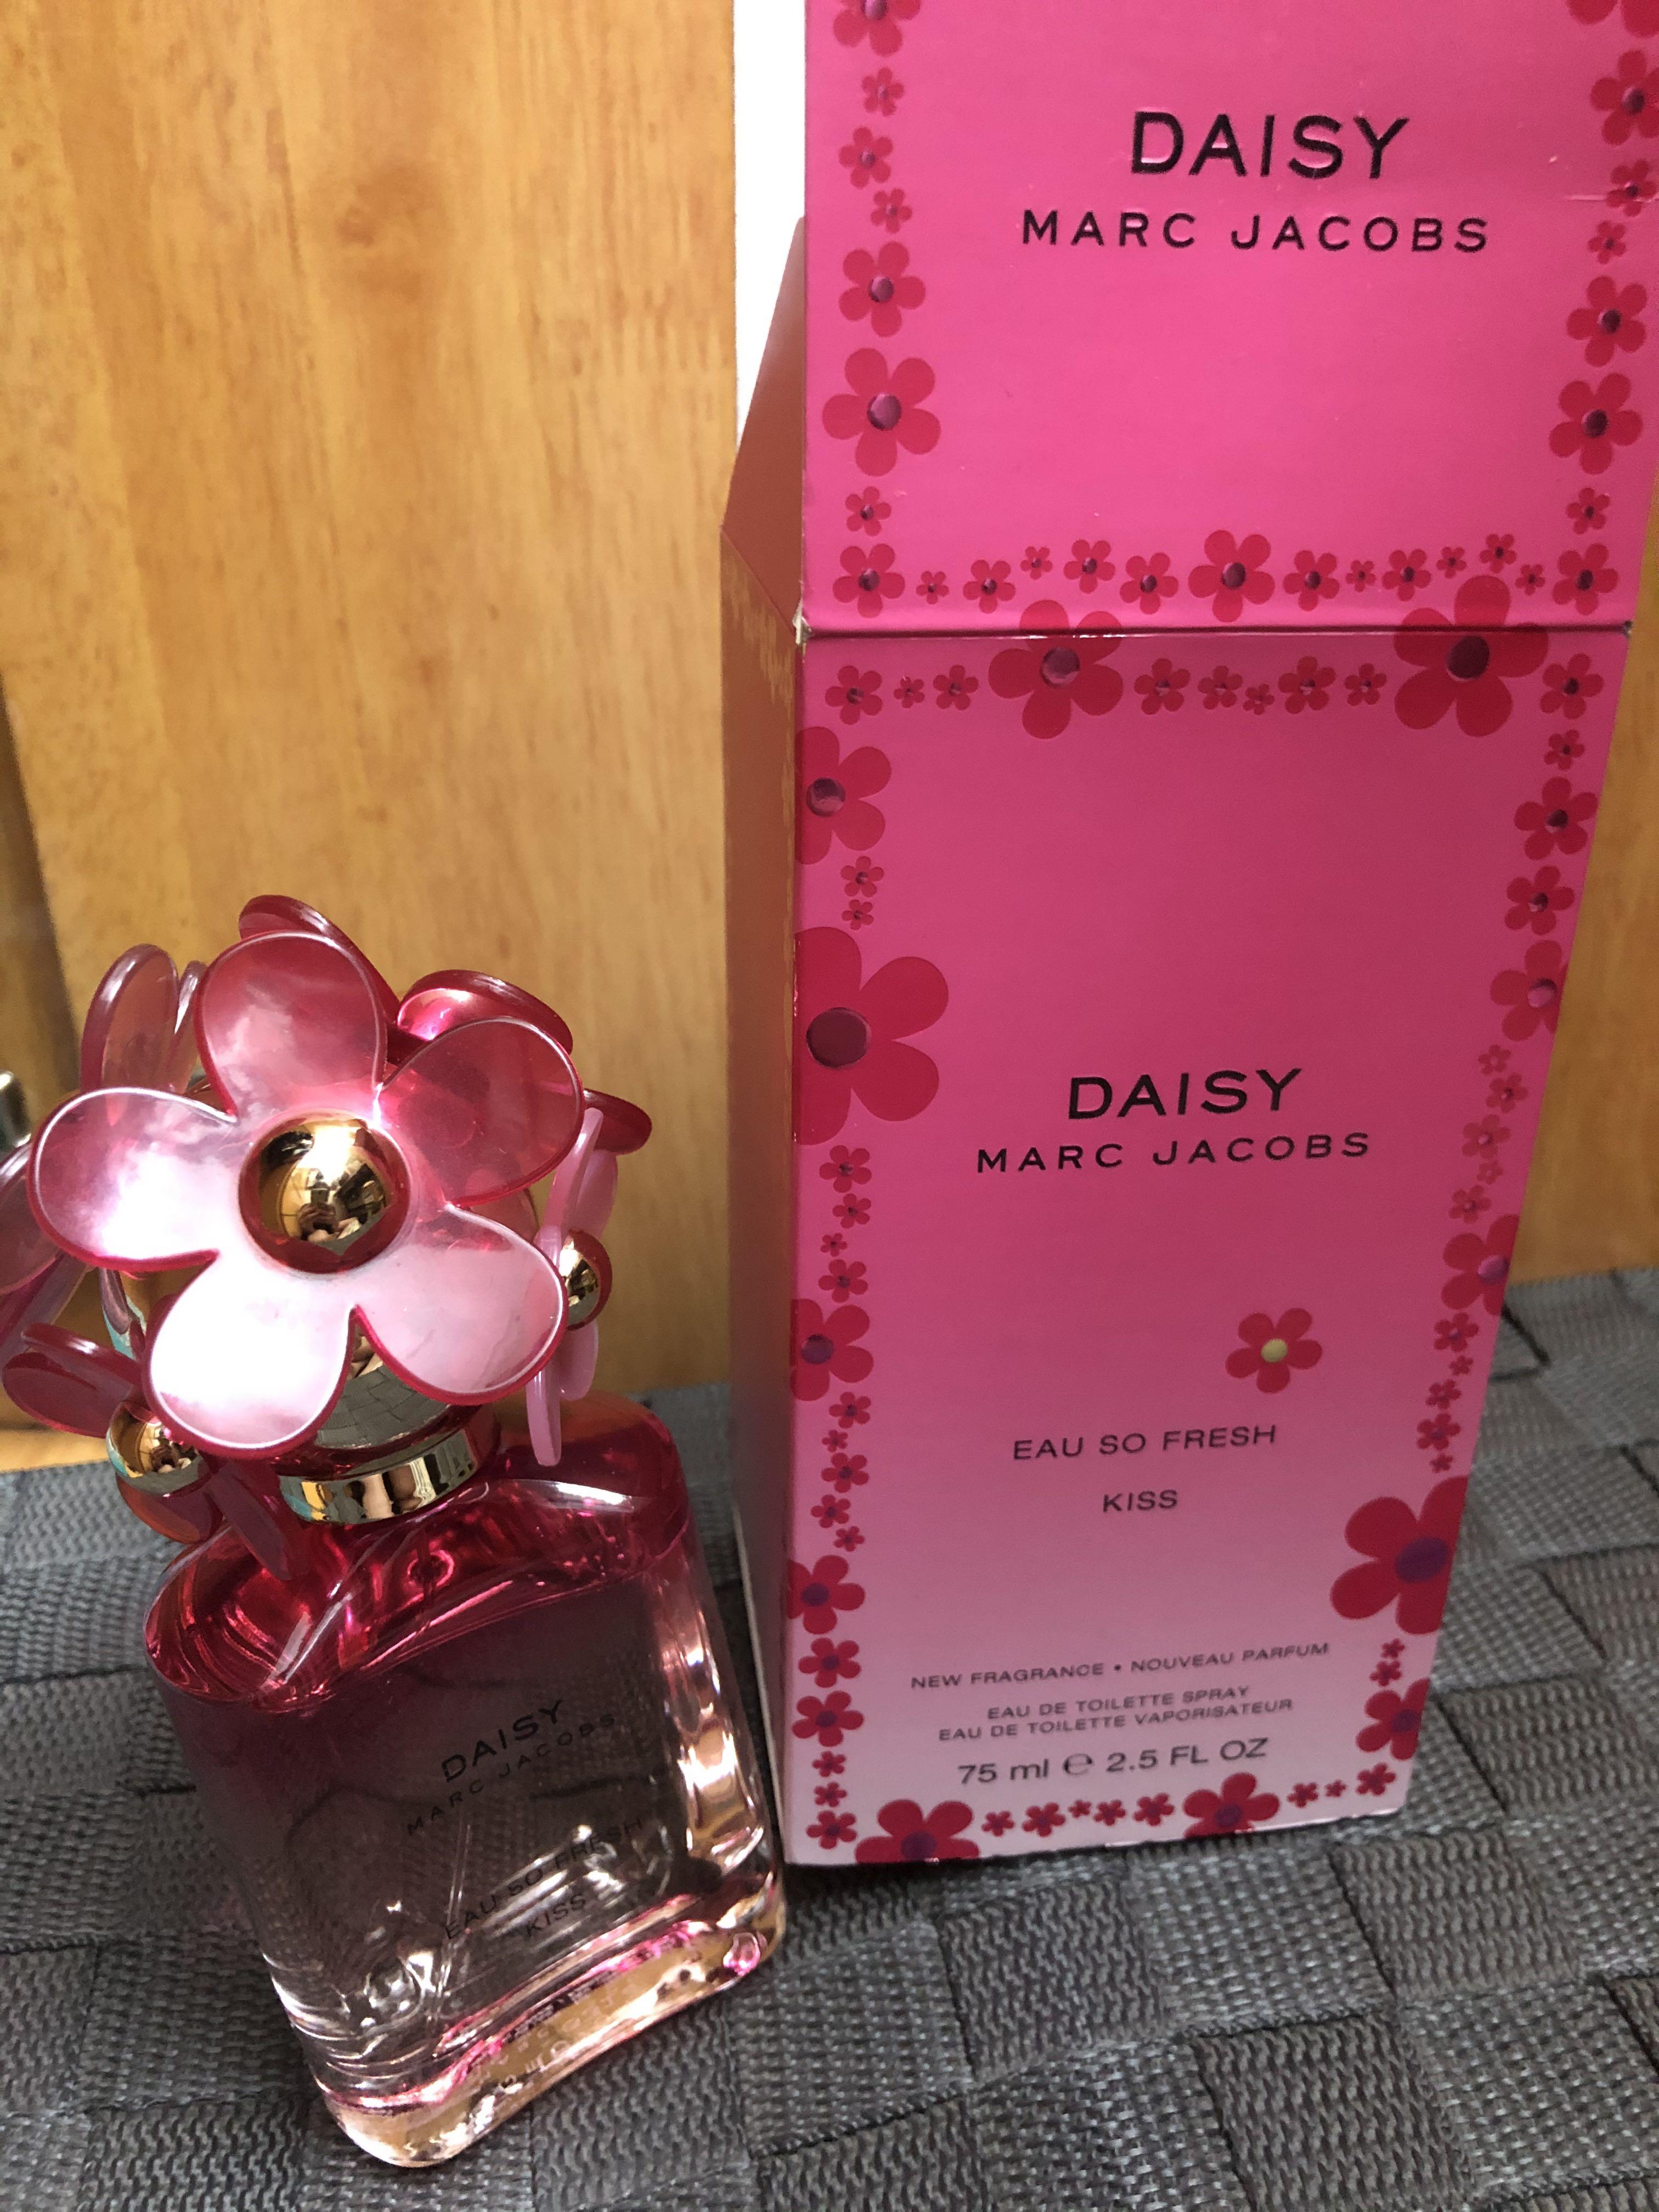 DAISY
MARC JACOBS
DAISY
MARC JACOBS
EAU SO FRESH
KISS
NEW FRAGRANCE • NOUVEAU PARFUM
EAU DE TOILETTE SPRAY
EAU DE TOILETTE VAPORISATEUR
75 ml ℮ 2.5 FL OZ
DAISY
MARC JACOBS
EAU SO FRESH
KISS